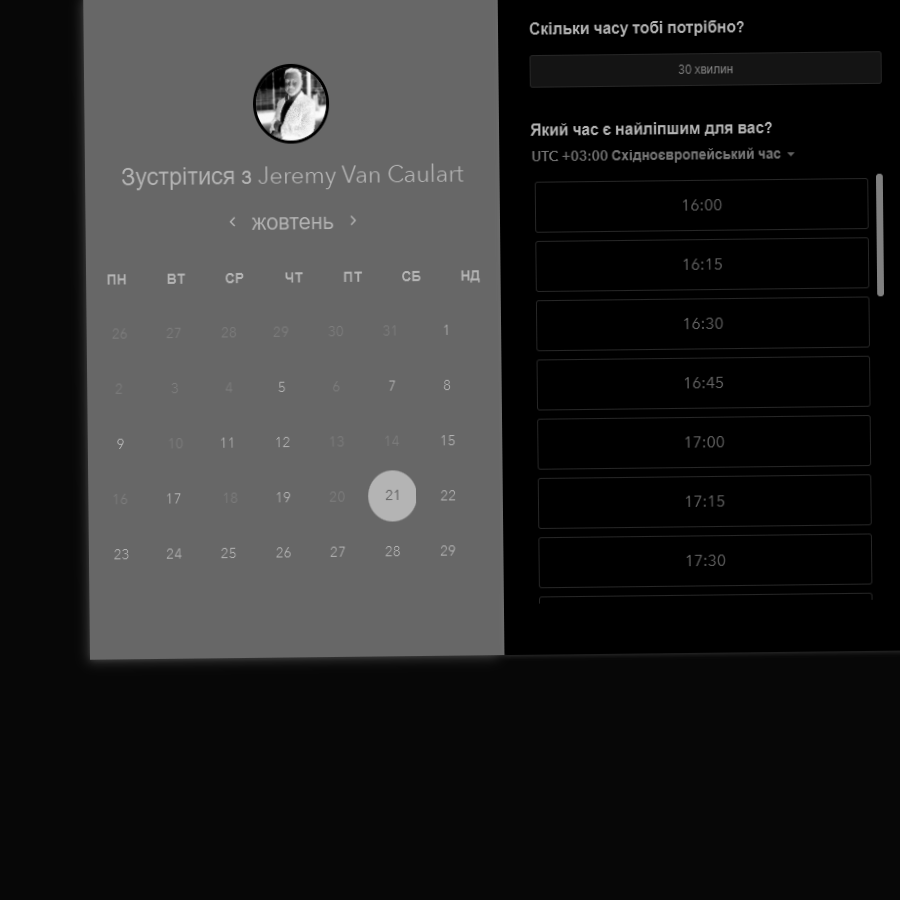 Зустрітися з Jeremy Van Caulart
‹ жовтень ›
ПН ВТ СР ЧТ ПТ СБ НД
26 27 28 29 30 31 1
2 3 4 5 6 7 8
9 10 11 12 13 14 15
16 17 18 19 20 21 22
23 24 25 26 27 28 29
Скільки часу тобі потрібно?
30 хвилин
Який час є найліпшим для вас?
UTC +03:00 Східноєвропейський час
16:00
16:15
16:30
16:45
17:00
17:15
17:30